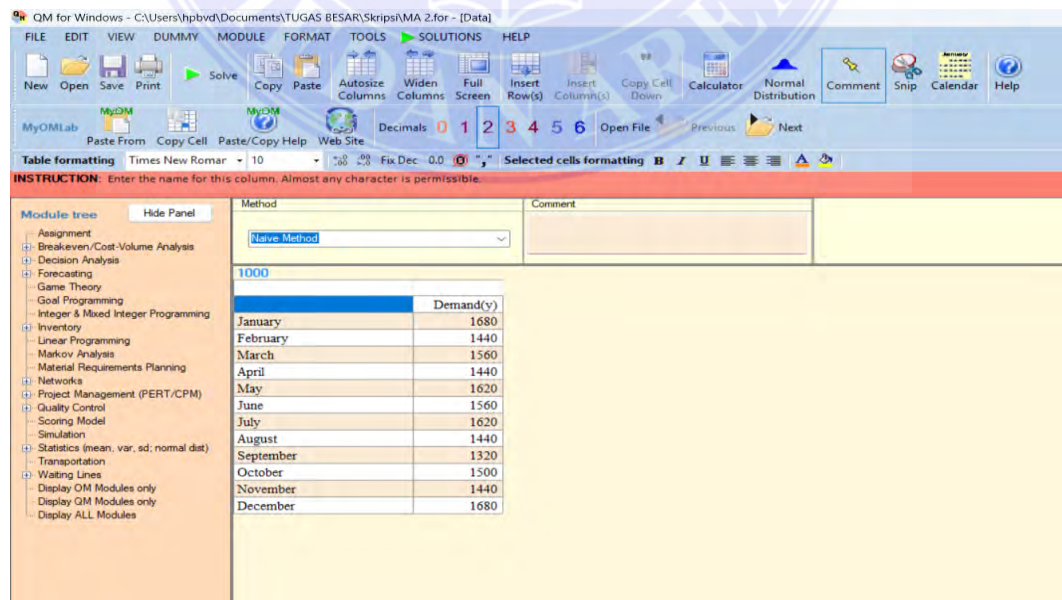 QM for Windows - C:\Users\hpbvd\Documents\TUGAS BESAR\Skripsi\MA 2.for - [Data]
FILE EDIT VIEW DUMMY MODULE FORMAT TOOLS SOLUTIONS HELP
New Open Save Print Solve Copy Paste Autosize Columns Widen Columns Full Screen Insert Row(s) Insert Column(s) Copy Cell Down Calculator Normal Distribution Comment Snip Calendar Help
MyOMLab MyOM Paste From Copy Cell MyOM Paste/Copy Help Web Site Decimals 0 1 2 3 4 5 6 Open File Previous Next
Table formatting Times New Romar 10 Fix Dec 0.0 0 "," Selected cells formatting B I U A
INSTRUCTION: Enter the name for this column. Almost any character is permissible.
Module tree Hide Panel
Assignment
Breakeven/Cost-Volume Analysis
Decision Analysis
Forecasting
Game Theory
Goal Programming
Integer & Mixed Integer Programming
Inventory
Linear Programming
Markov Analysis
Material Requirements Planning
Networks
Project Management (PERT/CPM)
Quality Control
Scoring Model
Simulation
Statistics (mean, var, sd; normal dist)
Transportation
Waiting Lines
Display OM Modules only
Display QM Modules only
Display ALL Modules
Method
Naive Method
Comment
1000
Demand(y)
January 1680
February 1440
March 1560
April 1440
May 1620
June 1560
July 1620
August 1440
September 1320
October 1500
November 1440
December 1680